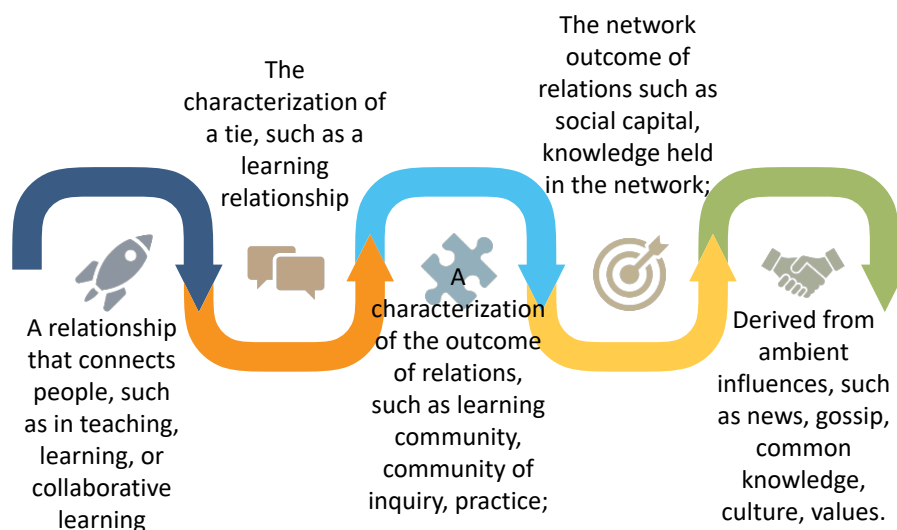 A relationship
that connects
people, such
as in teaching,
learning, or
collaborative
learning
The
characterization of
a tie, such as a
learning
relationship
A
characterization
of the outcome
of relations,
such as learning
community,
community of
inquiry, practice;
The network
outcome of
relations such as
social capital,
knowledge held
in the network;
Derived from
ambient
influences, such
as news, gossip,
common
knowledge,
culture, values.